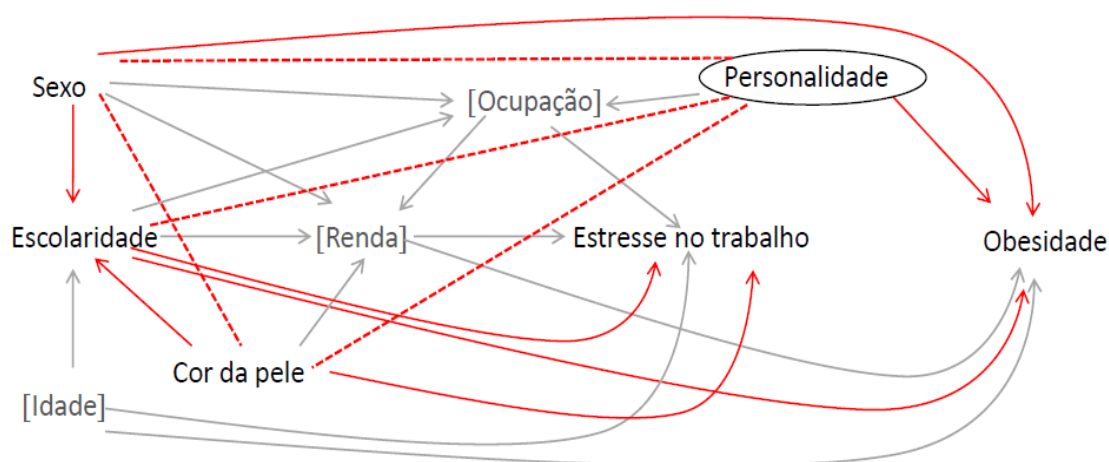 Sexo
Personalidade
[Ocupação]
Escolaridade
[Renda]
Estresse no trabalho
Obesidade
Cor da pele
[Idade]